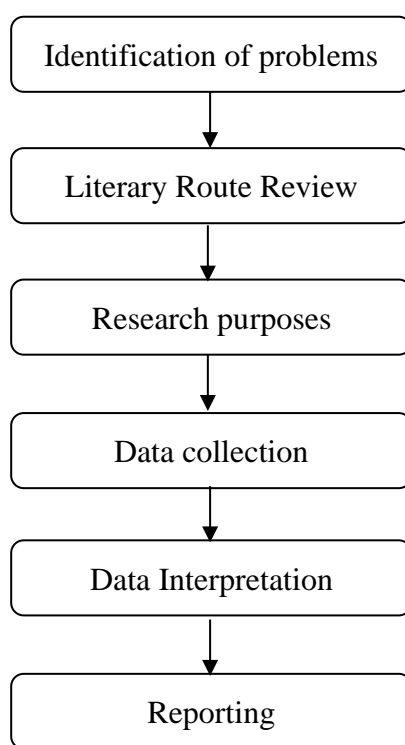 Identification of problems
Literary Route Review
Research purposes
Data collection
Data Interpretation
Reporting